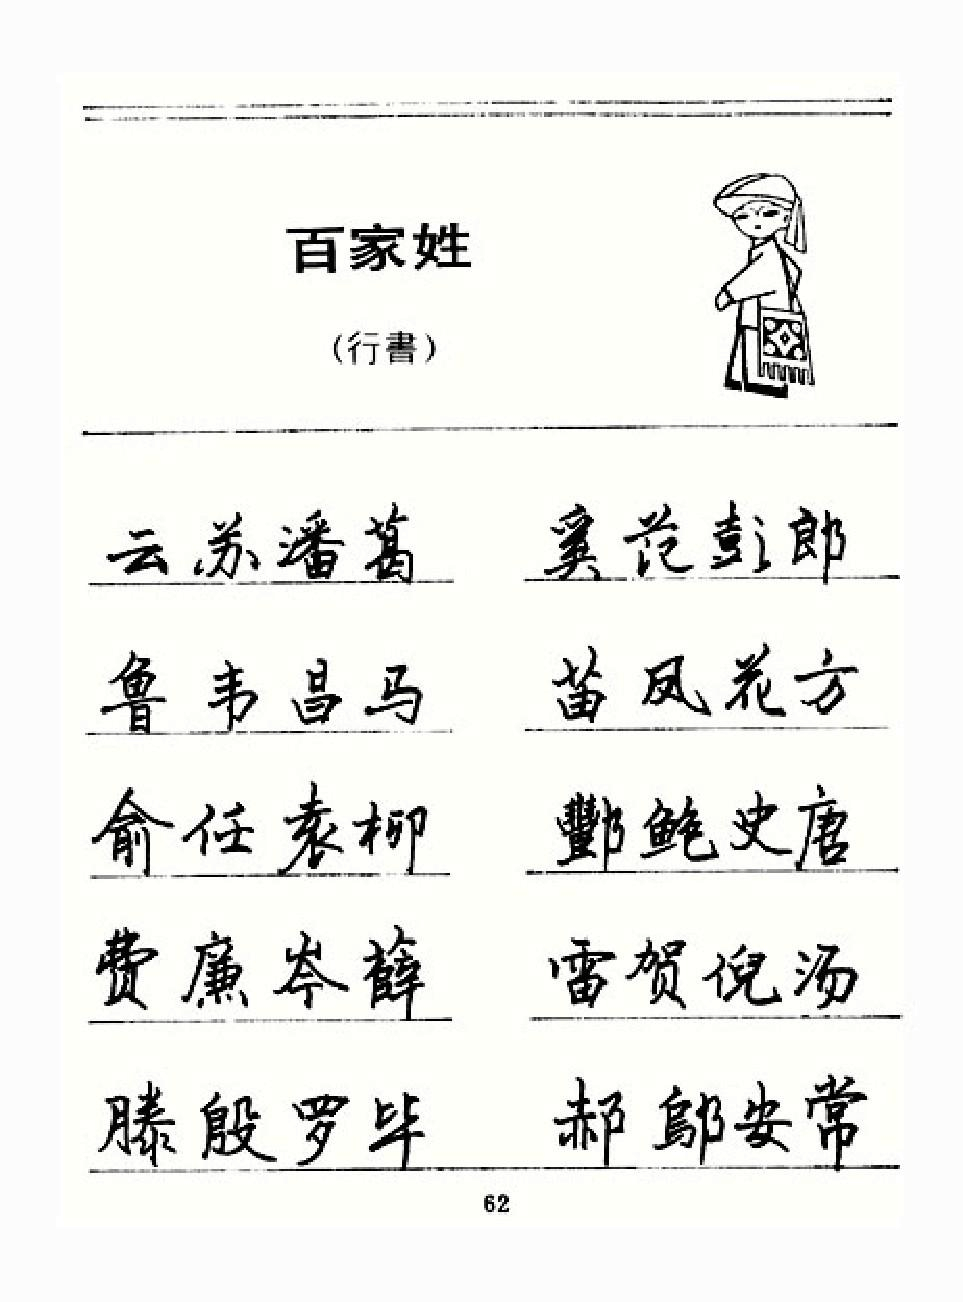 百家姓
(行書)
云苏潘葛 奚范彭郎
鲁韦昌马 苗凤花方
俞任袁柳 酆鲍史唐
费廉岑薛 雷贺倪汤
滕殷罗毕 郝鄔安常
62